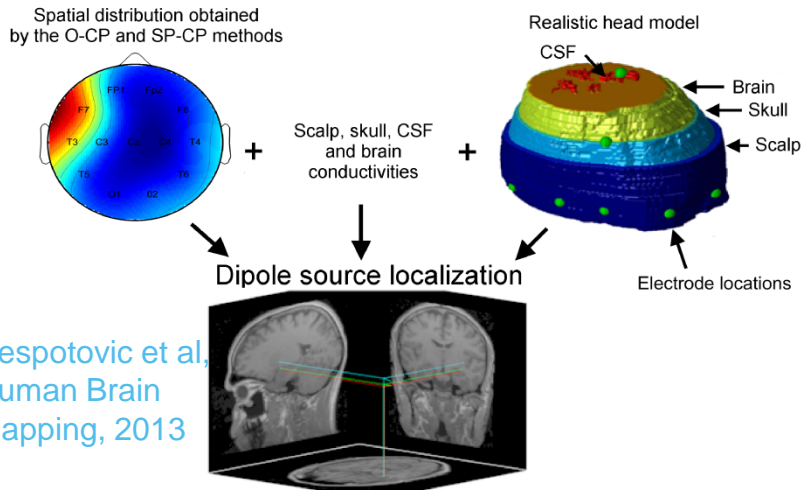 Spatial distribution obtained
by the O-CP and SP-CP methods
FP1 Fp2
F7 F8
T3 C3 Cz C4 T4
T5 T6
O1 02
+
Scalp, skull, CSF
and brain
conductivities
+
Realistic head model
CSF
Brain
Skull
Scalp
Electrode locations
Dipole source localization
espotovic et al,
uman Brain
apping, 2013